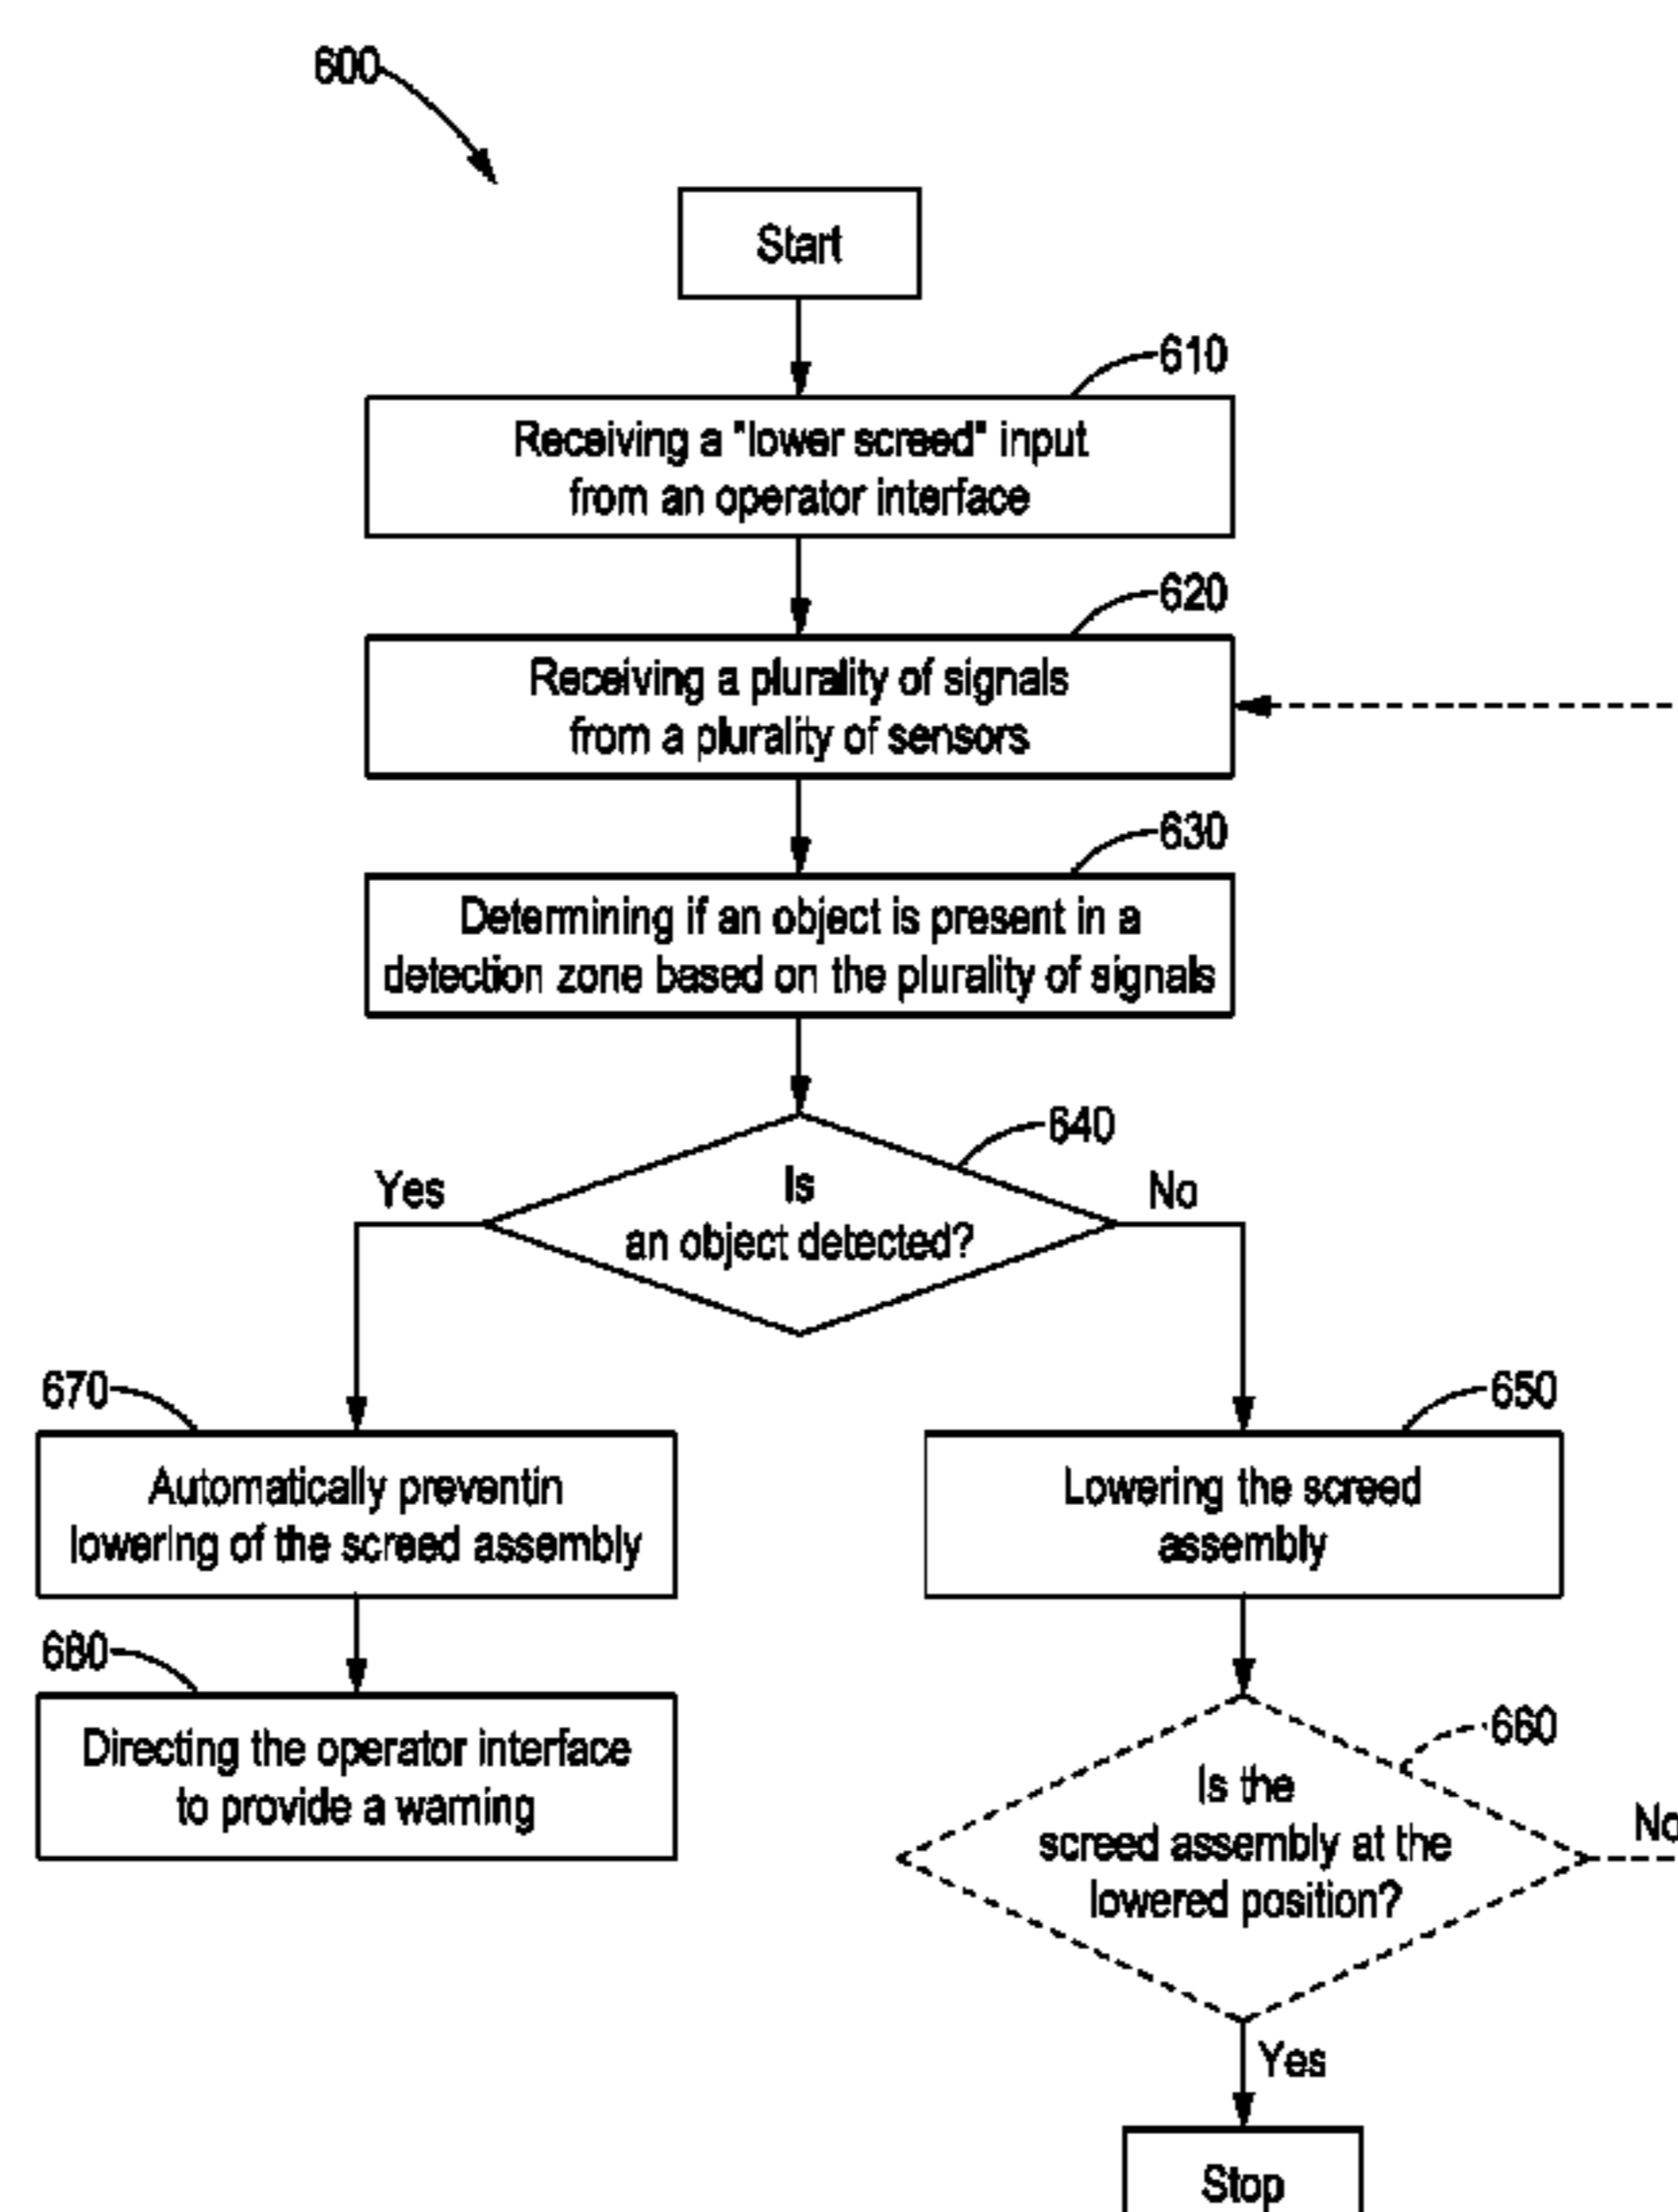 600
Start
610
Receiving a "lower screed" input
from an operator interface
620
Receiving a plurality of signals
from a plurality of sensors
630
Determining if an object is present in a
detection zone based on the plurality of signals
640
Yes
No
Is
an object detected?
670
Automatically preventin
lowering of the screed assembly
650
Lowering the screed
assembly
680
Directing the operator interface
to provide a warning
660
Is the
screed assembly at the
lowered position?
No
Yes
Stop